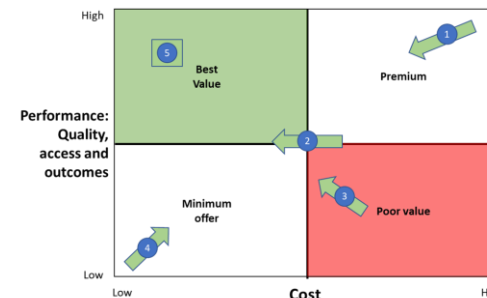 High
1
5
Best
Value
Premium
Performance:
Quality,
access and
outcomes
2
3
Minimum
offer
Poor value
4
Low
Low
Cost
H